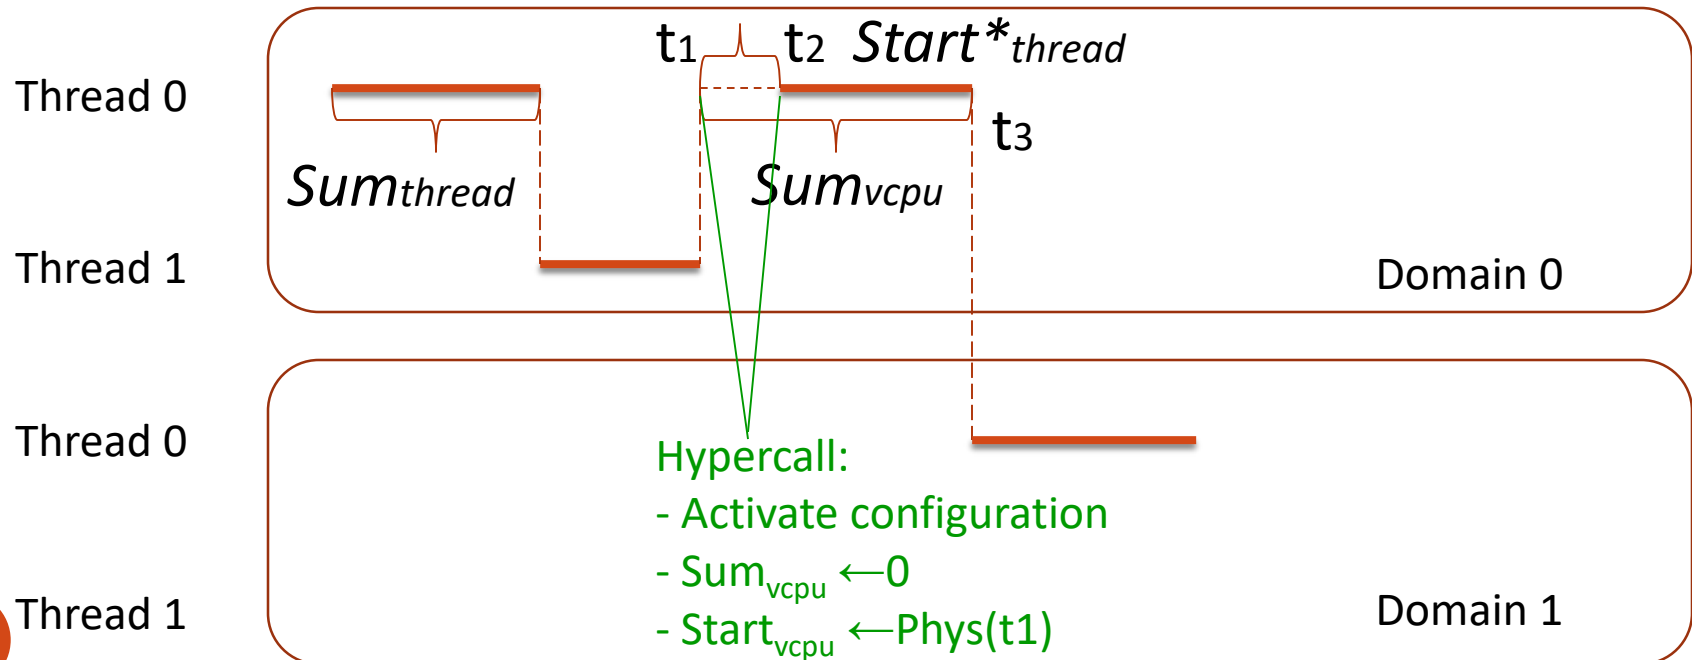 t1 t2 Start*thread
Thread 0
t3
Sumthread Sumvcpu
Thread 1
Domain 0
Thread 0
Hypercall:
- Activate configuration
- Sumvcpu ←0
Thread 1
Domain 1
- Startvcpu ←Phys(t1)